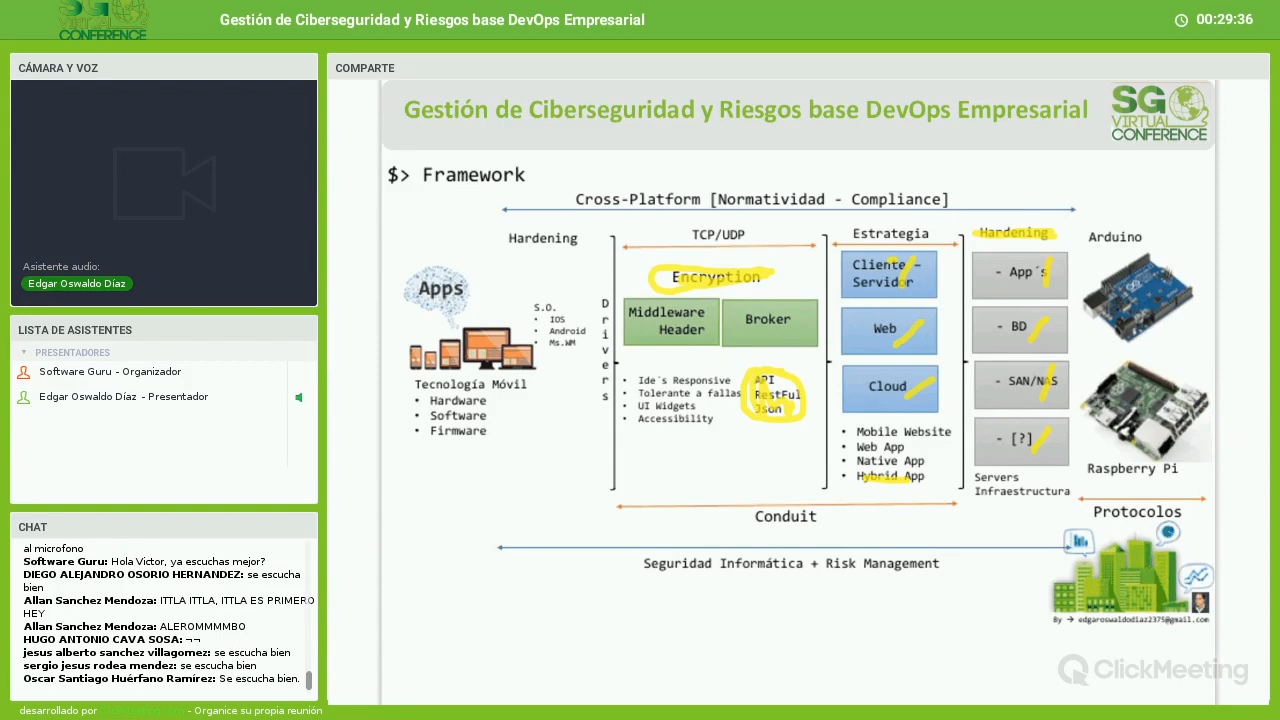 SG
VIRTUAL
CONFERENCE
Gestión de Ciberseguridad y Riesgos base DevOps Empresarial
00:29:36
CÁMARA Y VOZ
Asistente audio:
Edgar Oswaldo Díaz
LISTA DE ASISTENTES
PRESENTADORES
Software Guru - Organizador
Edgar Oswaldo Díaz - Presentador
CHAT
al microfono
Software Guru: Hola Victor, ya escuchas mejor?
DIEGO ALEJANDRO OSORIO HERNANDEZ: se escucha
bien
Allan Sanchez Mendoza: ITTLA ITTLA, ITTLA ES PRIMERO
HEY
Allan Sanchez Mendoza: ALEROMMMMBO
HUGO ANTONIO CAVA SOSA: ¬¬
jesus alberto sanchez villagomez: se escucha bien
sergio jesus rodea mendez: se escucha bien
Oscar Santiago Huérfano Ramírez: Se escucha bien.
desarrollado por - Organice su propia reunión
COMPARTE
Gestión de Ciberseguridad y Riesgos base DevOps Empresarial
SG
VIRTUAL
CONFERENCE
$> Framework
Cross-Platform [Normatividad - Compliance]
Hardening
Apps
S.O.
• IOS
• Android
• Ms.WM
Tecnología Móvil
• Hardware
• Software
• Firmware
Drivers
TCP/UDP
Encryption
Middleware
Header
Broker
• Ide´s Responsive
• Tolerante a fallas
• UI Widgets
• Accessibility
API
RestFul
Json
Estrategia
Cliente –
Servidor
Web
Cloud
• Mobile Website
• Web App
• Native App
• Hybrid App
Hardening
- App´s
- BD
- SAN/NAS
- [?]
Servers
Infraestructura
Arduino
Raspberry Pi
Protocolos
Conduit
Seguridad Informática + Risk Management
By → edgaroswaldodiaz2375@gmail.com
ClickMeeting